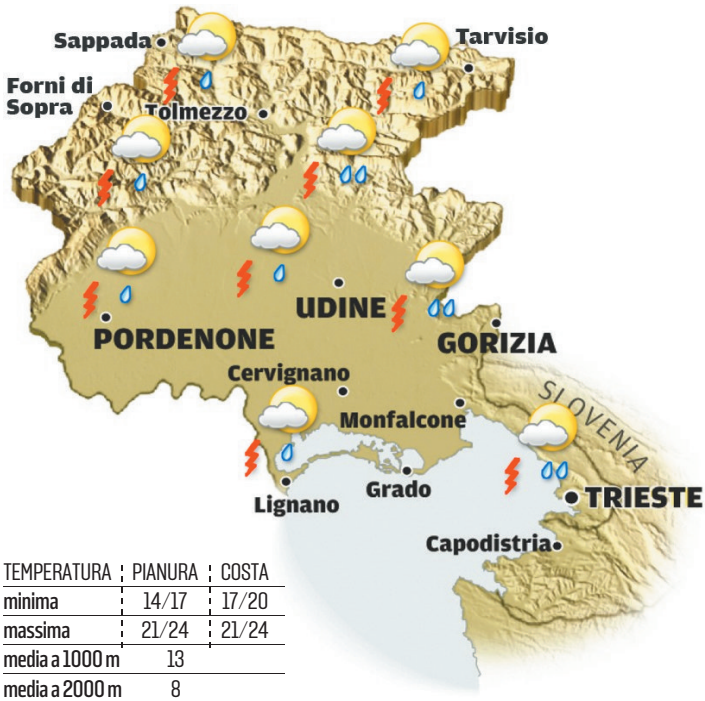 Sappada
Tarvisio
Forni di
Sopra
Tolmezzo
UDINE
PORDENONE
GORIZIA
Cervignano
SLOVENIA
Monfalcone
Grado
TRIESTE
Lignano
Capodistria
TEMPERATURA PIANURA COSTA
minima 14/17 17/20
massima 21/24 21/24
media a 1000 m 13
media a 2000 m 8